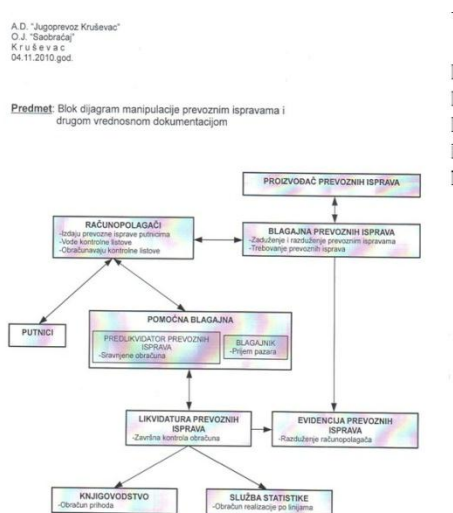 A.D. "Jugoprevoz Kruševac"
O.J. "Saobraćaj"
K r u š e v a c
04.11.2010.god.
Predmet: Blok dijagram manipulacije prevoznim ispravama i
drugom vrednosnom dokumentacijom
PROIZVOĐAČ PREVOZNIH ISPRAVA
RAČUNOPOLAGAČI
-Izdaju prevozne isprave putnicima
-Vode kontrolne listove
-Obračunavaju kontrolne listove
BLAGAJNA PREVOZNIH ISPRAVA
-Zaduženje i razduženje prevoznim ispravama
-Trebovanje prevoznih isprava
PUTNICI
POMOĆNA BLAGAJNA
PREDLIKVIDATOR PREVOZNIH
ISPRAVA
-Sravnjene obračuna
BLAGAJNIK
-Prijem pazara
LIKVIDATURA PREVOZNIH
ISPRAVA
-Završna kontrola obračuna
EVIDENCIJA PREVOZNIH
ISPRAVA
-Razduženje računopolagača
KNJIGOVODSTVO
-Obračun prihoda
SLUŽBA STATISTIKE
-Obračun realizacije po linijama